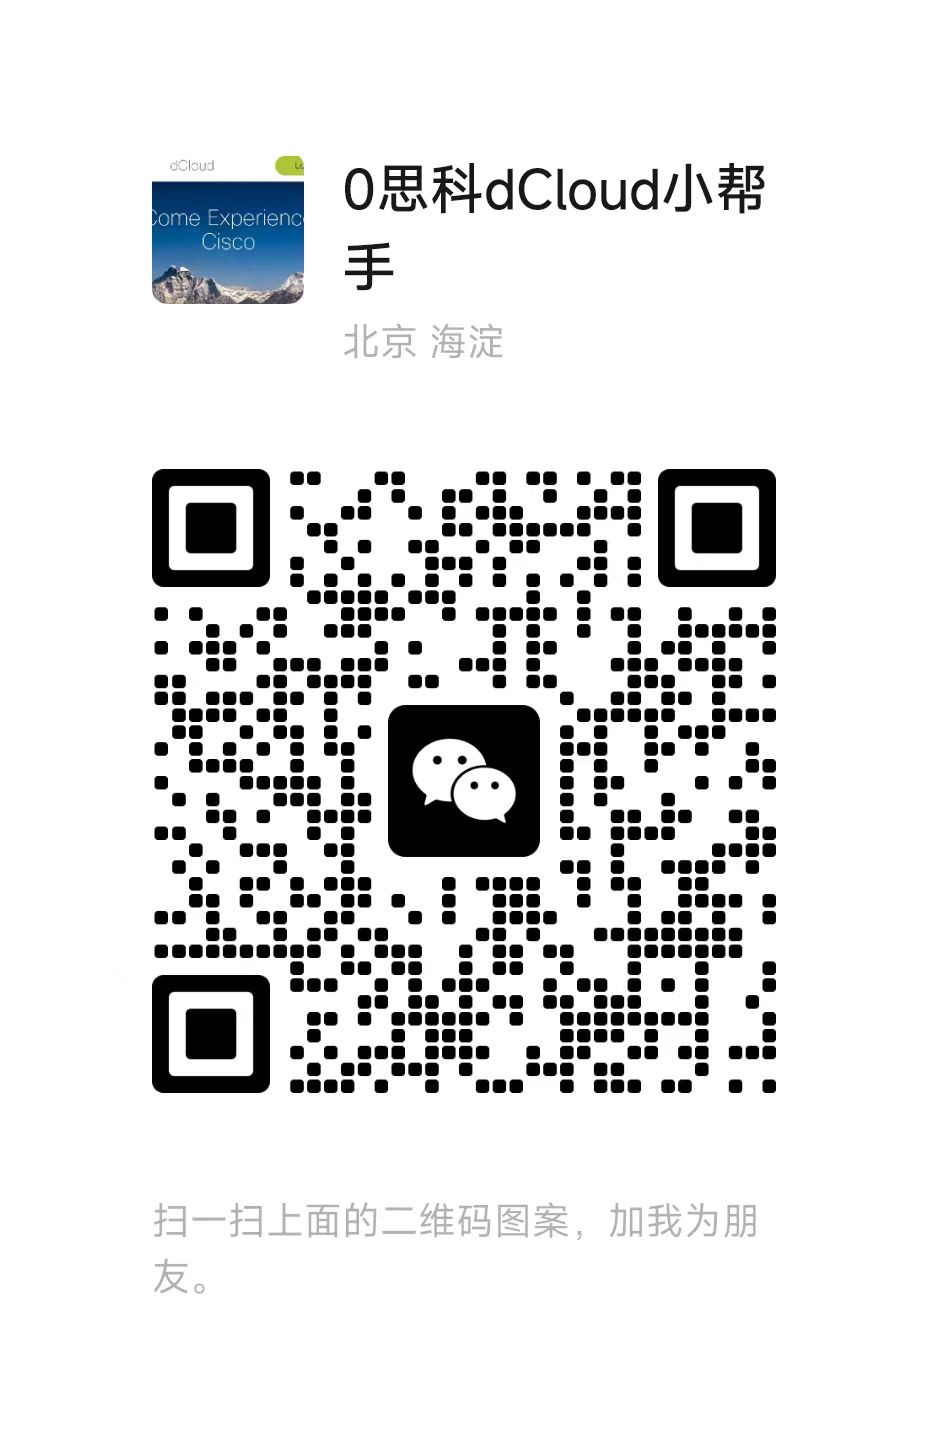 dCloud
Come Experience
Cisco
0思科dCloud小帮
手
北京 海淀
扫一扫上面的二维码图案，加我为朋
友。